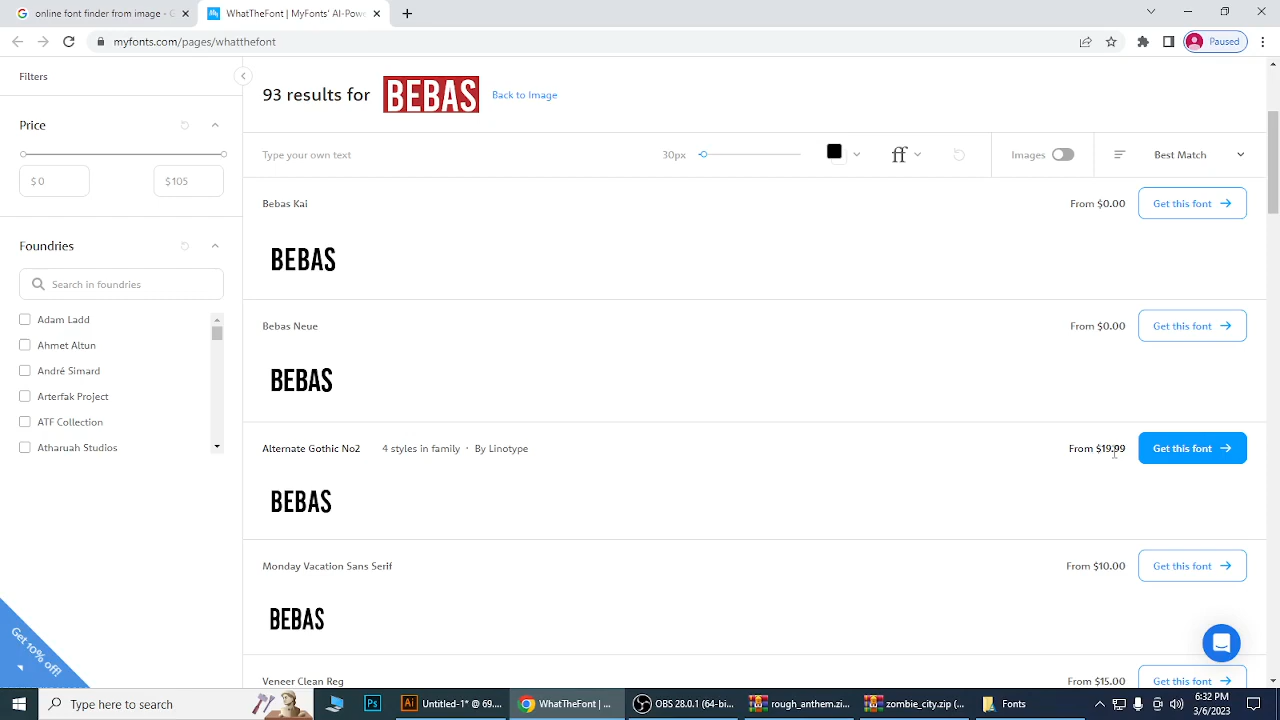 online font finder from image - G
WhatTheFont | MyFonts' AI-Powe
myfonts.com/pages/whatthefont
Paused
Filters
93 results for BEBAS Back to Image
Price
$0 $105
Type your own text 30px ff Images Best Match
Foundries
Search in foundries
Adam Ladd
Ahmet Altun
André Simard
Arterfak Project
ATF Collection
Atharuah Studios
Bebas Kai From $0.00 Get this font
BEBAS
Bebas Neue From $0.00 Get this font
BEBAS
Alternate Gothic No2 4 styles in family · By Linotype From $19.99 Get this font
BEBAS
Monday Vacation Sans Serif From $10.00 Get this font
BEBAS
Veneer Clean Reg From $15.00 Get this font
Get 10% off!
Type here to search
Ps
Ai Untitled-1* @ 69....
WhatTheFont | ...
OBS 28.0.1 (64-bi...
rough_anthem.zi...
zombie_city.zip (...
Fonts
6:32 PM
3/6/2023